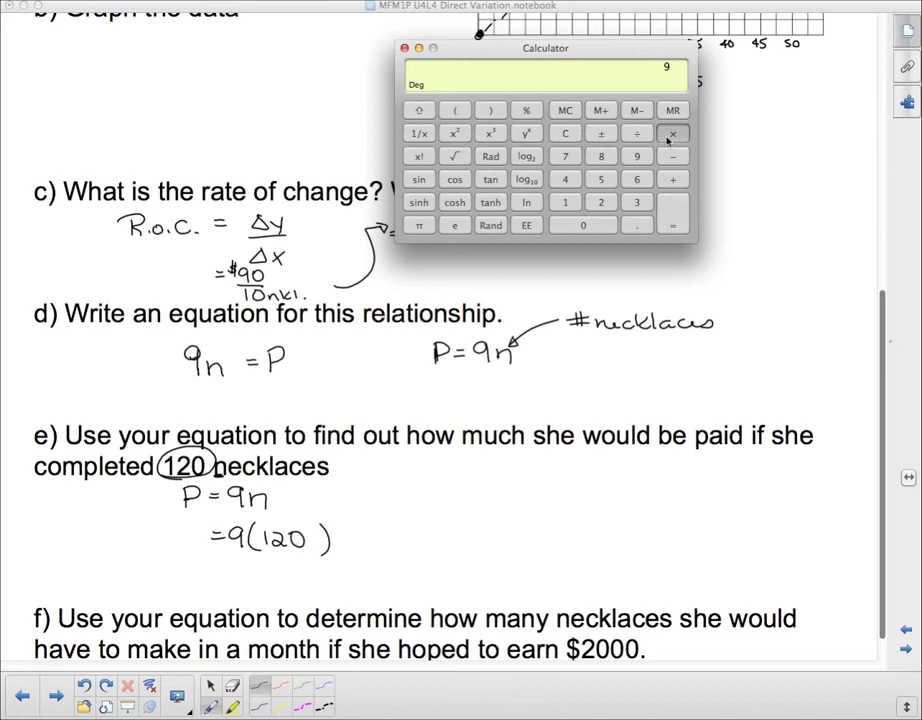 MFM1P U4L4 Direct Variation.notebook
40 45 50
Calculator
9
Deg
( ) % MC M+ M- MR
1/x x² x³ yˣ C ± ÷ ×
x! √ Rad log₂ 7 8 9 −
sin cos tan log₁₀ 4 5 6 +
sinh cosh tanh ln 1 2 3
π e Rand EE 0 . =
c) What is the rate of change?
R.o.C. = Δy
Δx
= $90
10nkl.
d) Write an equation for this relationship.
#necklaces
9n = P
P = 9n
e) Use your equation to find out how much she would be paid if she
completed 120 necklaces
P = 9n
= 9(120 )
f) Use your equation to determine how many necklaces she would
have to make in a month if she hoped to earn $2000.